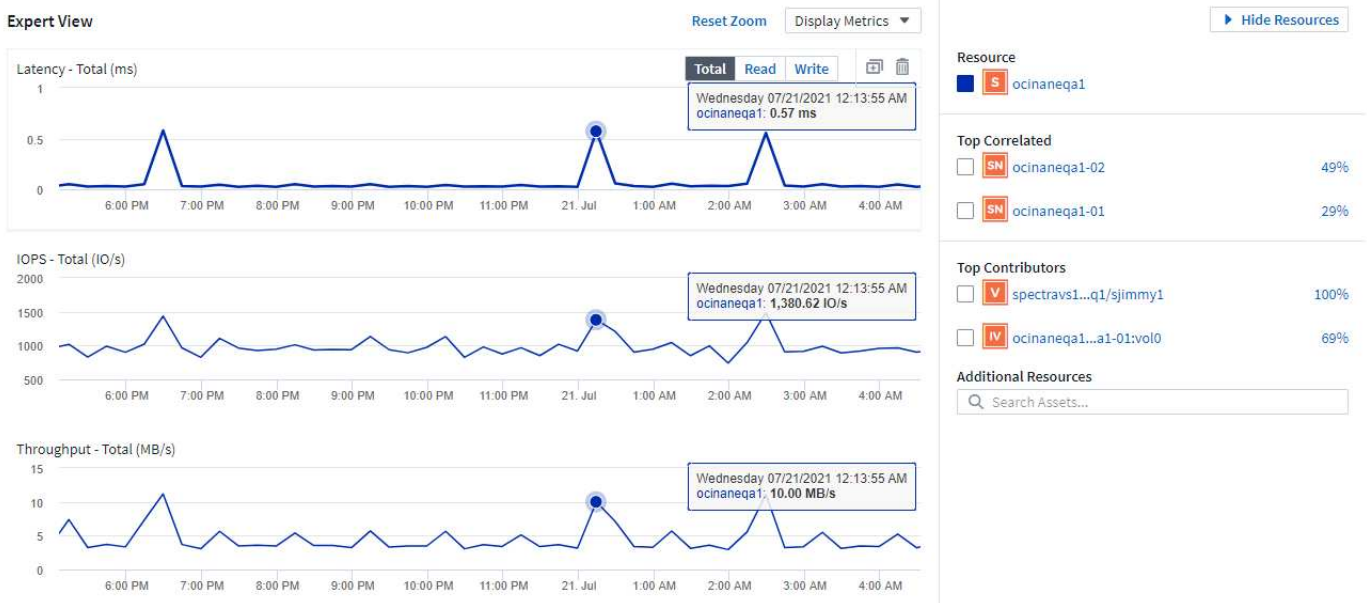 Expert View
Reset Zoom
Display Metrics
Latency - Total (ms)
Total Read Write
1
0.5
0
Wednesday 07/21/2021 12:13:55 AM
ocinaneqa1: 0.57 ms
6:00 PM 7:00 PM 8:00 PM 9:00 PM 10:00 PM 11:00 PM 21. Jul 1:00 AM 2:00 AM 3:00 AM 4:00 AM
IOPS - Total (IO/s)
2000
1500
1000
500
Wednesday 07/21/2021 12:13:55 AM
ocinaneqa1: 1,380.62 IO/s
6:00 PM 7:00 PM 8:00 PM 9:00 PM 10:00 PM 11:00 PM 21. Jul 1:00 AM 2:00 AM 3:00 AM 4:00 AM
Throughput - Total (MB/s)
15
10
5
0
Wednesday 07/21/2021 12:13:55 AM
ocinaneqa1: 10.00 MB/s
6:00 PM 7:00 PM 8:00 PM 9:00 PM 10:00 PM 11:00 PM 21. Jul 1:00 AM 2:00 AM 3:00 AM 4:00 AM
Hide Resources
Resource
S ocinaneqa1
Top Correlated
SN ocinaneqa1-02 49%
SN ocinaneqa1-01 29%
Top Contributors
V spectravs1...q1/sjimmy1 100%
IV ocinaneqa1...a1-01:vol0 69%
Additional Resources
Search Assets...